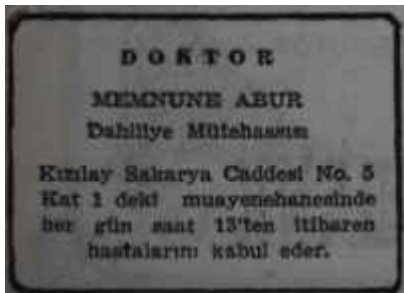 DOKTOR
MEMNUNE ABUR
Dahiliye Mütehassısı
Kızılay Sakarya Caddesi No. 5
Kat 1 deki muayenehanesinde
her gün saat 13'ten itibaren
hastalarını kabul eder.